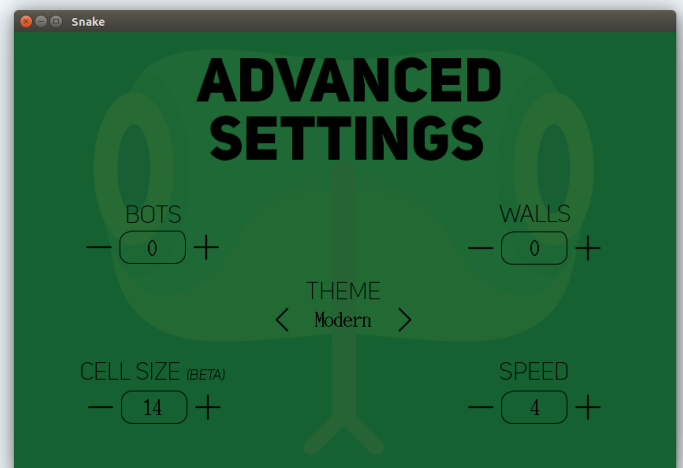 Snake
ADVANCED
SETTINGS
BOTS
WALLS
— 0 +
— 0 +
THEME
< Modern >
CELL SIZE (BETA)
SPEED
— 14 +
— 4 +